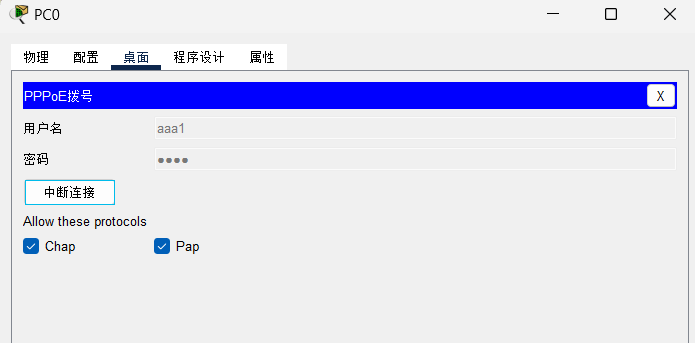 PC0
物理 配置 桌面 程序设计 属性
PPPoE拨号 X
用户名 aaa1
密码 ●●●●
中断连接
Allow these protocols
Chap Pap